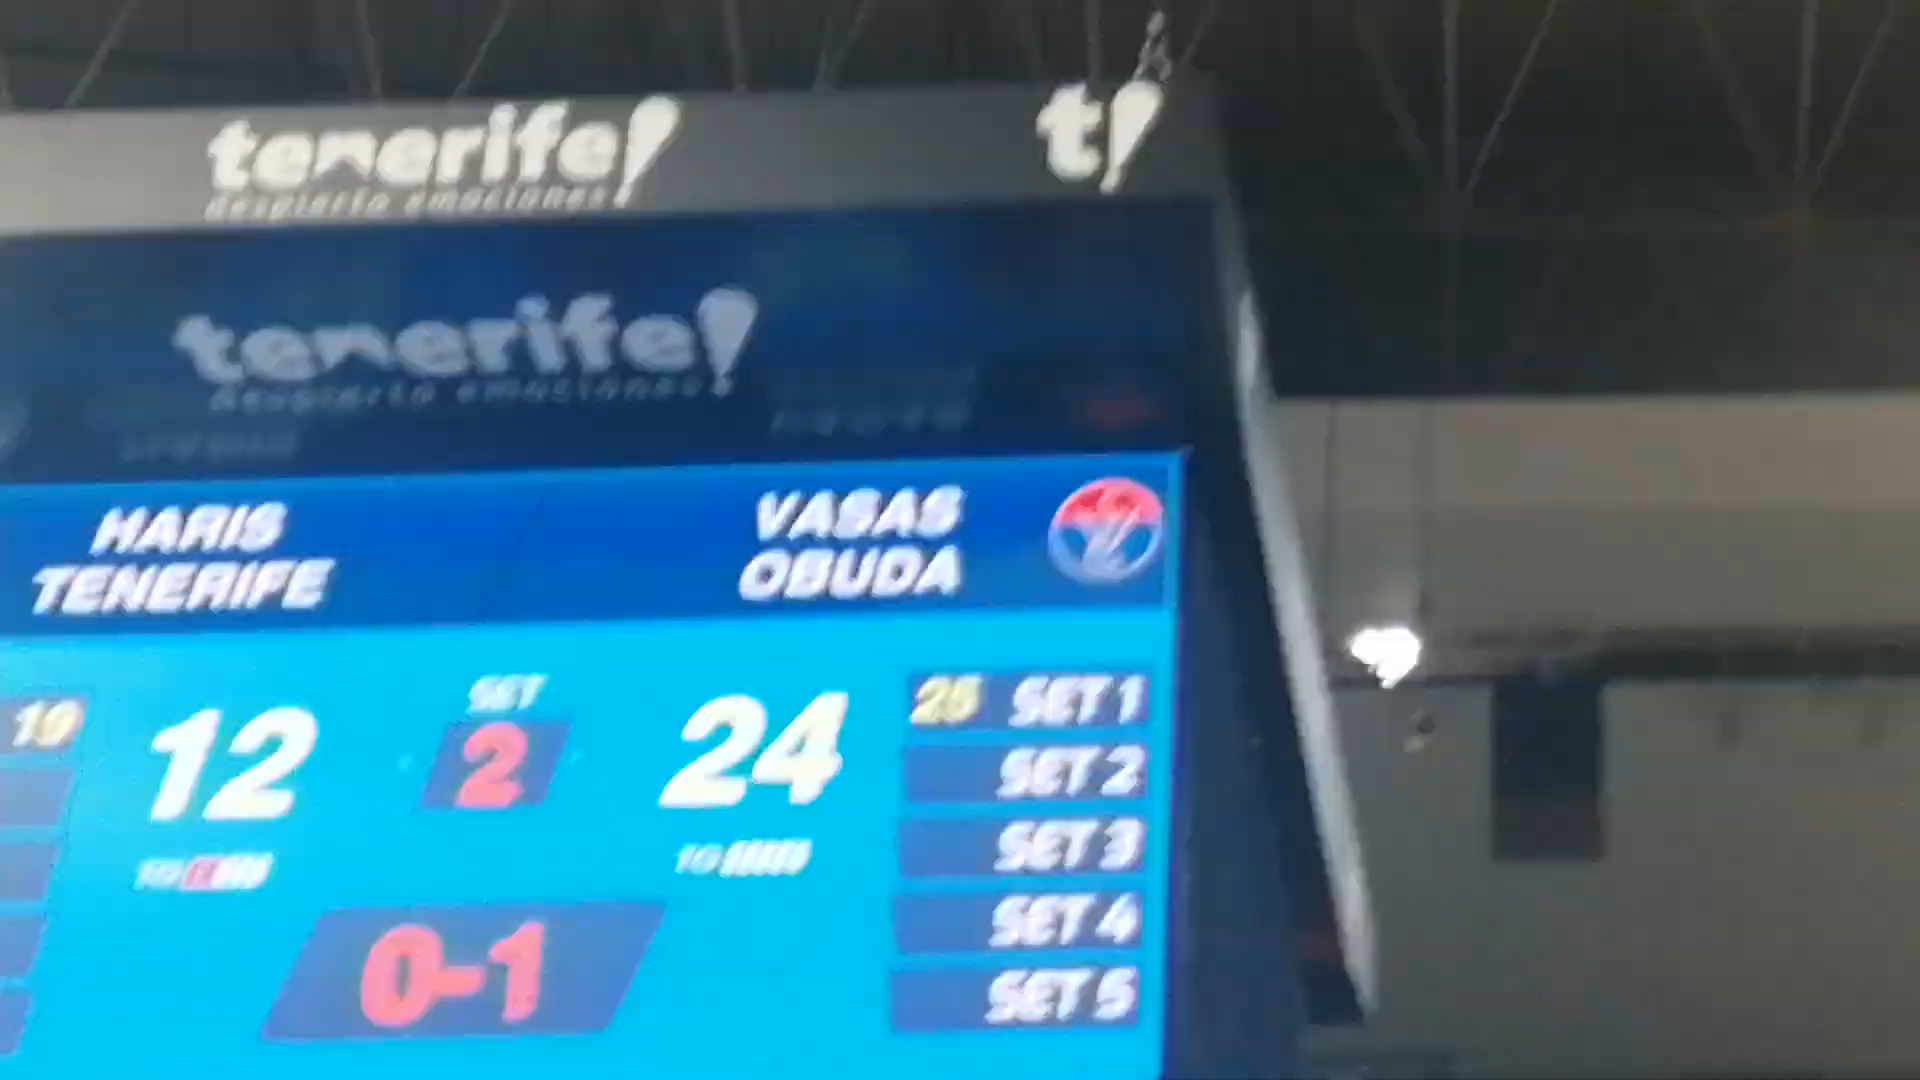 tenerife!
despierta emociones
t!
tenerife!
despierta emociones
HARIS
TENERIFE
VASAS
OBUDA
SET
12
2
24
0-1
25 SET 1
SET 2
SET 3
SET 4
SET 5